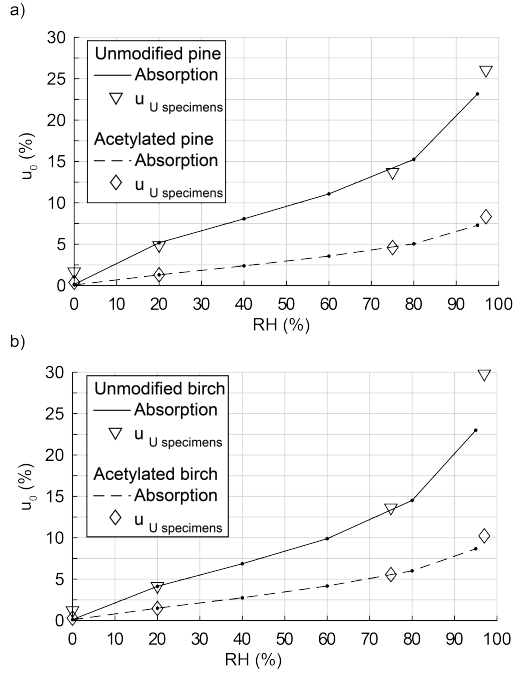 a)
30
25
20
15
10
5
0
u0 (%)
Unmodified pine
Absorption
u U specimens
Acetylated pine
Absorption
u U specimens
0 10 20 30 40 50 60 70 80 90 100
RH (%)
b)
30
25
20
15
10
5
0
u0 (%)
Unmodified birch
Absorption
u U specimens
Acetylated birch
Absorption
u U specimens
0 10 20 30 40 50 60 70 80 90 100
RH (%)